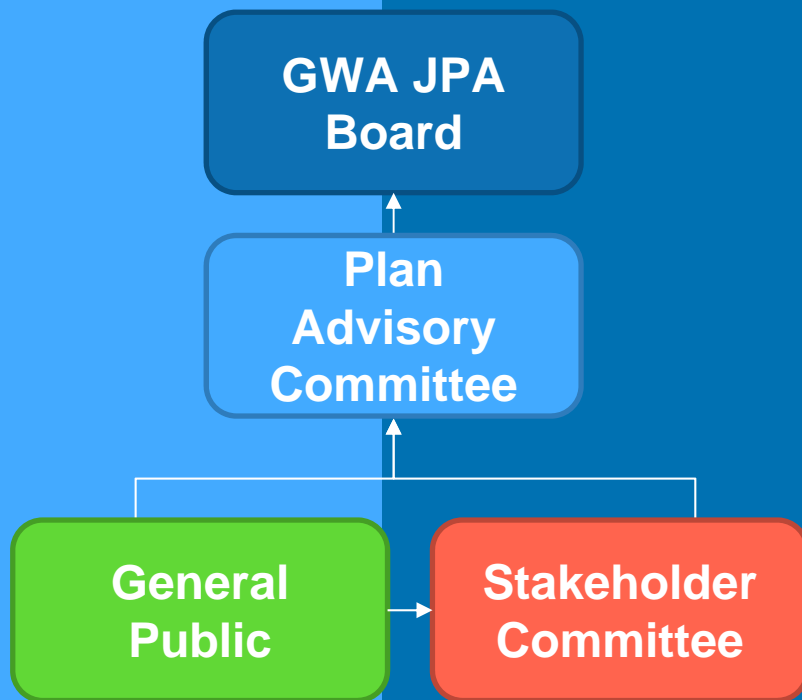 GWA JPA
Board
Plan
Advisory
Committee
General
Public
Stakeholder
Committee